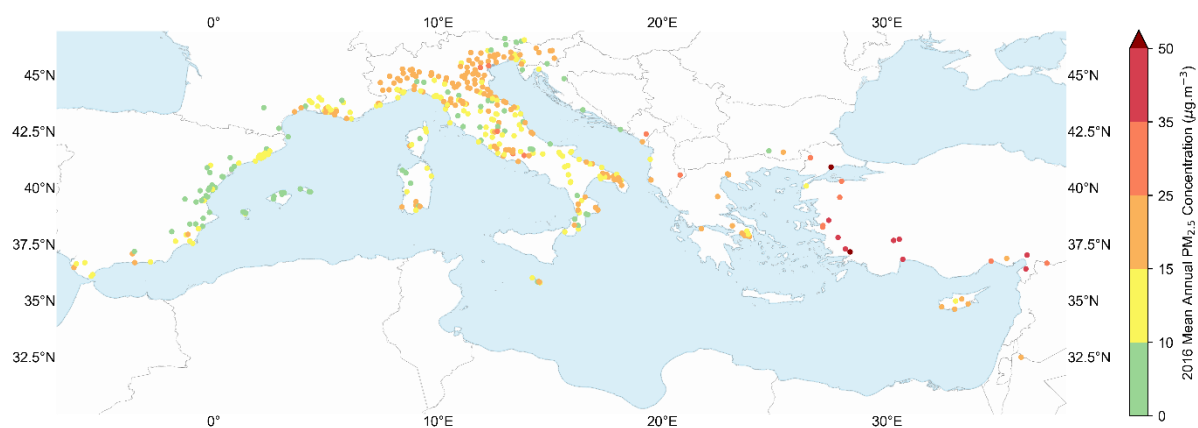 0° 10°E 20°E 30°E
45°N 45°N
42.5°N 42.5°N
40°N 40°N
37.5°N 37.5°N
35°N 35°N
32.5°N 32.5°N
0° 10°E 20°E 30°E
50
35
25
15
10
0
2016 Mean Annual PM₂.₅ Concentration (μg.m⁻³)